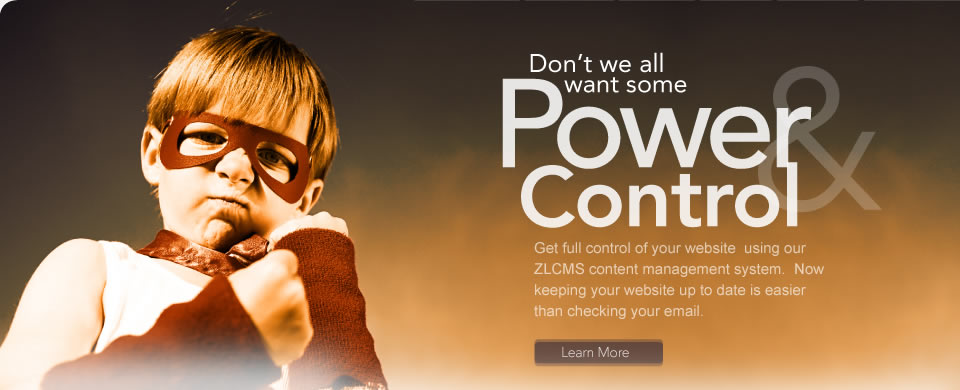 Don't we all
want some
Power &
Control
Get full control of your website  using our
ZLCMS content management system.  Now
keeping your website up to date is easier
than checking your email.
Learn More